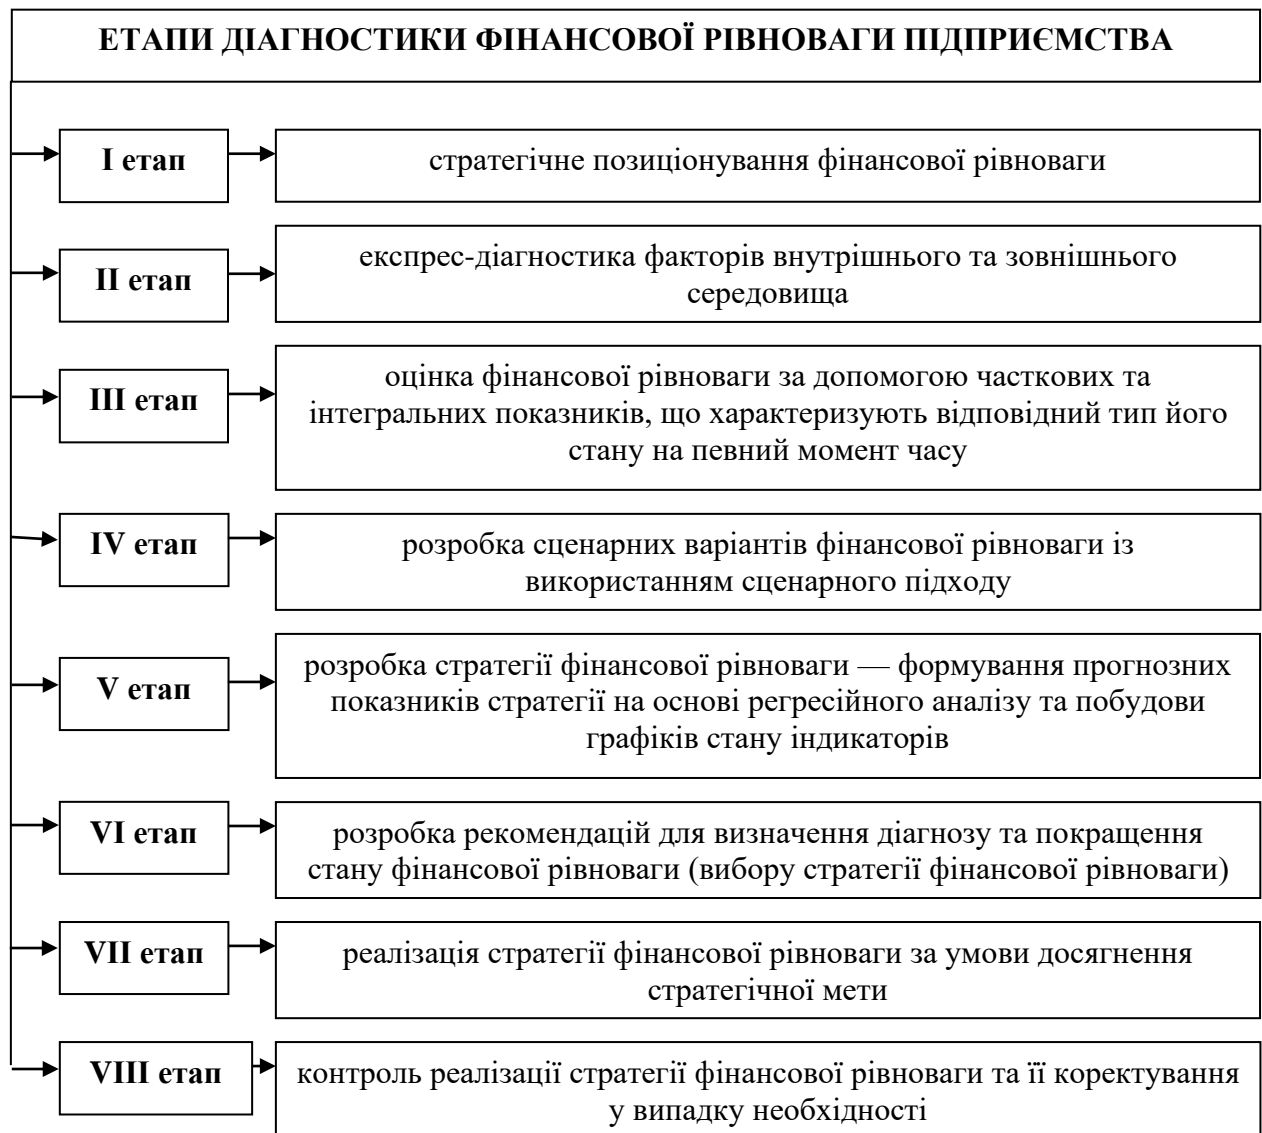 ЕТАПИ ДІАГНОСТИКИ ФІНАНСОВОЇ РІВНОВАГИ ПІДПРИЄМСТВА
І етап
стратегічне позиціонування фінансової рівноваги
ІІ етап
експрес-діагностика факторів внутрішнього та зовнішнього
середовища
ІІІ етап
оцінка фінансової рівноваги за допомогою часткових та
інтегральних показників, що характеризують відповідний тип його
стану на певний момент часу
IV етап
розробка сценарних варіантів фінансової рівноваги із
використанням сценарного підходу
V етап
розробка стратегії фінансової рівноваги — формування прогнозних
показників стратегії на основі регресійного аналізу та побудови
графіків стану індикаторів
VI етап
розробка рекомендацій для визначення діагнозу та покращення
стану фінансової рівноваги (вибору стратегії фінансової рівноваги)
VII етап
реалізація стратегії фінансової рівноваги за умови досягнення
стратегічної мети
VIII етап
контроль реалізації стратегії фінансової рівноваги та її коректування
у випадку необхідності